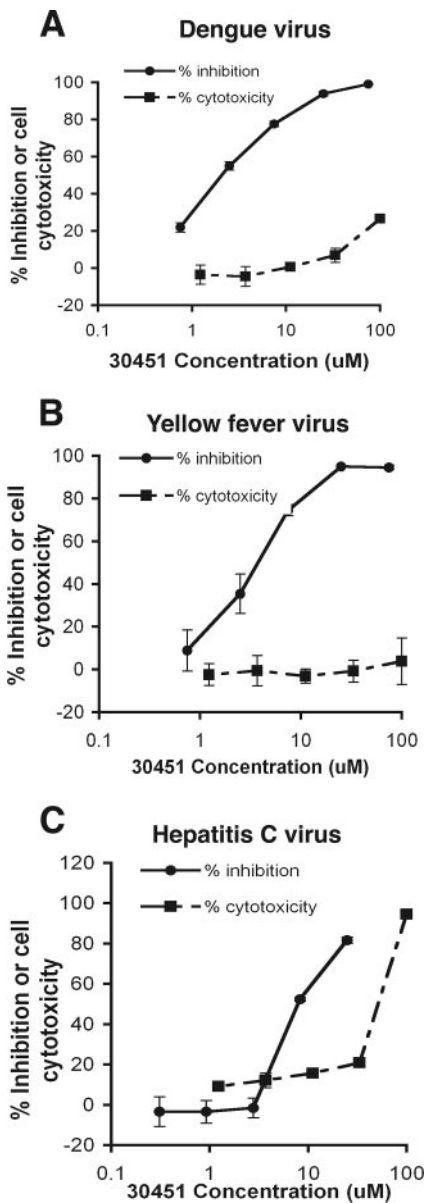 A
Dengue virus
% inhibition
% cytotoxicity
100
80
60
40
20
0
-20
% Inhibition or cell
cytotoxicity
0.1
1
10
100
30451 Concentration (uM)
B
Yellow fever virus
% inhibition
% cytotoxicity
100
80
60
40
20
0
-20
% Inhibition or cell
cytotoxicity
0.1
1
10
100
30451 Concentration (uM)
C
Hepatitis C virus
% inhibition
% cytotoxicity
120
100
80
60
40
20
0
-20
% Inhibition or cell
cytotoxicity
0.1
1
10
100
30451 Concentration (uM)